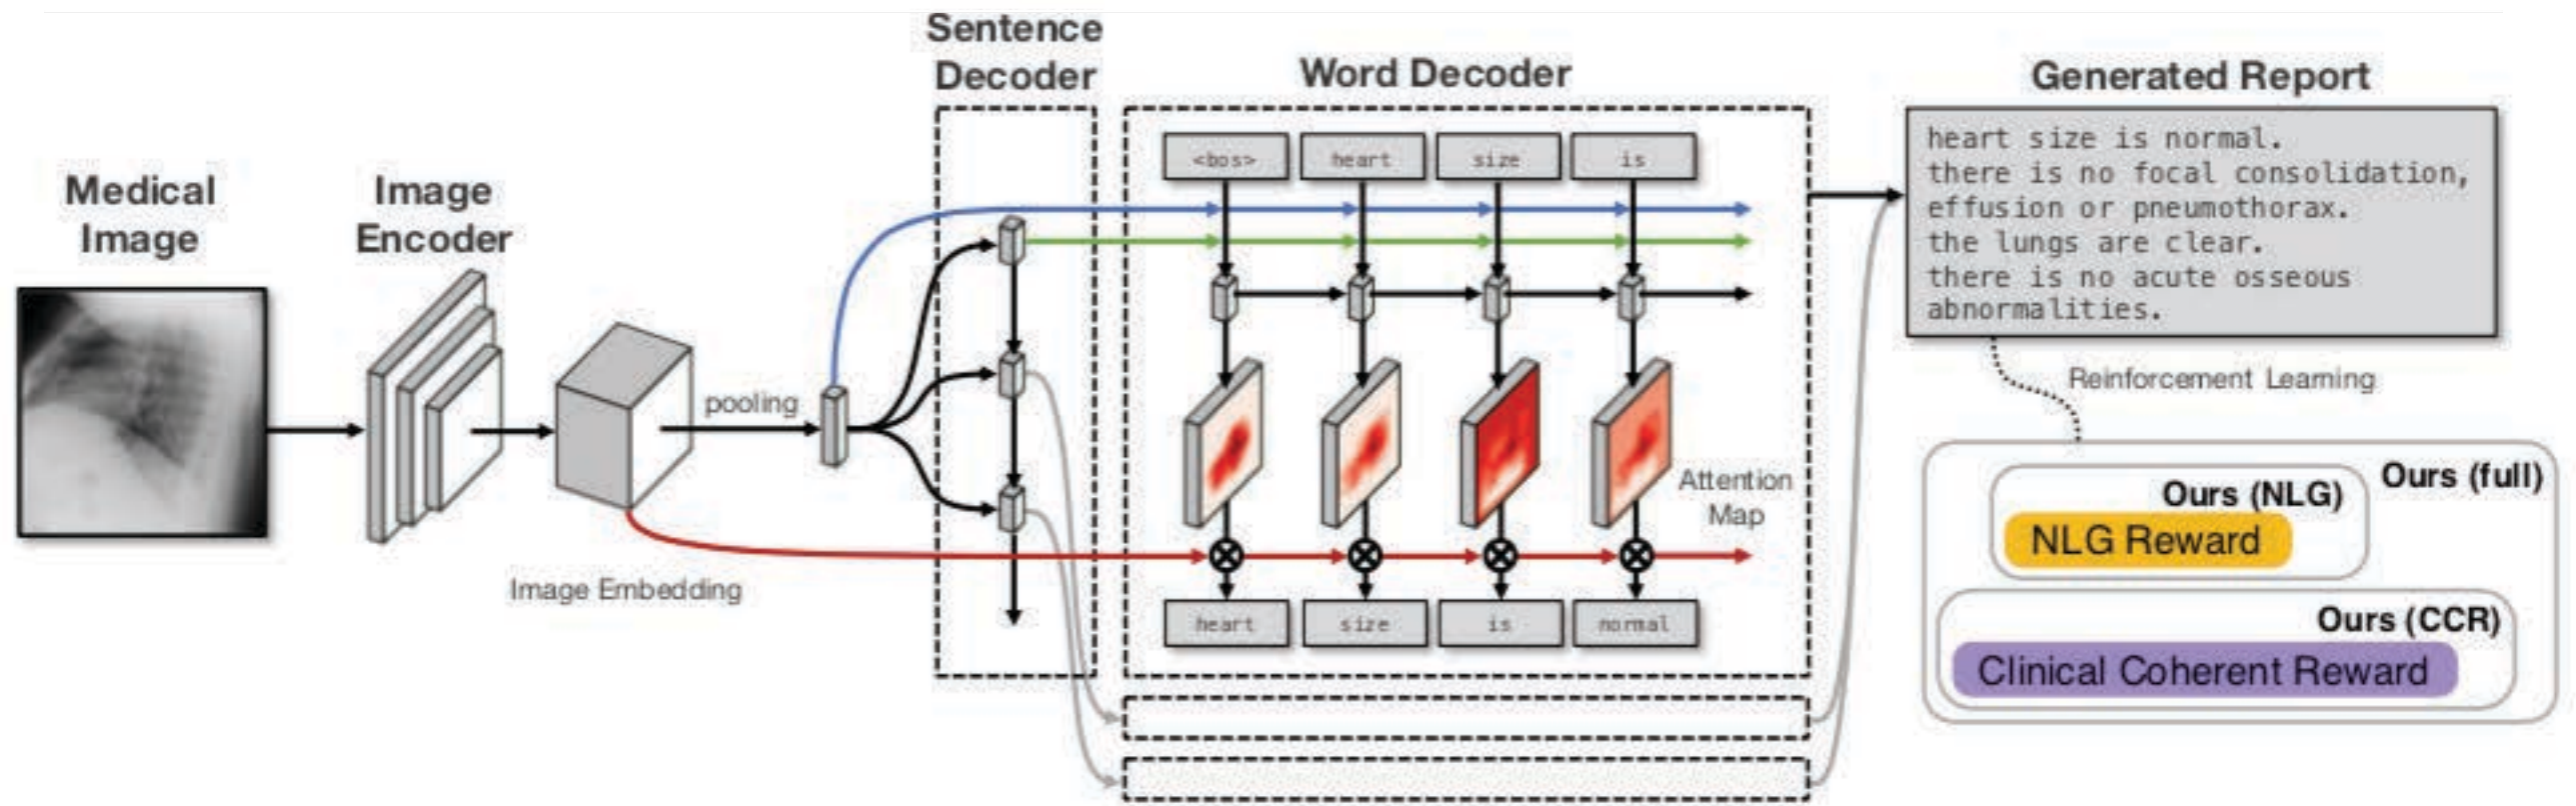 Medical
Image
Image
Encoder
pooling
Image Embedding
Sentence
Decoder
Word Decoder
<bos> heart size is
Attention
Map
heart size is normal
Generated Report
heart size is normal.
there is no focal consolidation,
effusion or pneumothorax.
the lungs are clear.
there is no acute osseous
abnormalities.
Reinforcement Learning
Ours (full)
Ours (NLG)
NLG Reward
Ours (CCR)
Clinical Coherent Reward